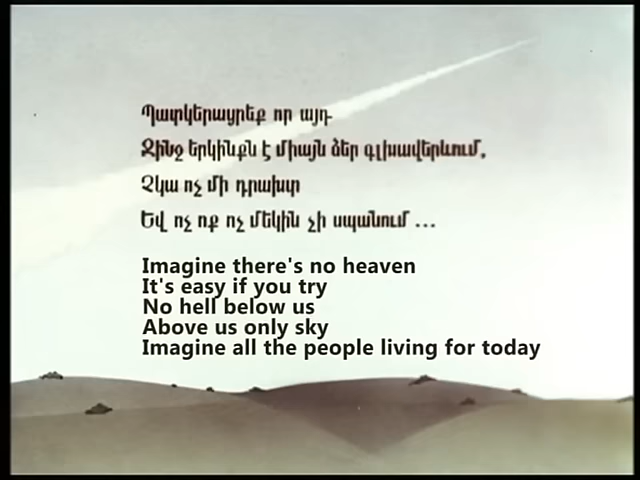 Պատկերացրեք որ այդ
Ջինջ երկինքն է միայն ձեր գլխավերևում,
Չկա ոչ մի դրախտ
Եվ ոչ ոք ոչ մեկին չի սպանում ...
Imagine there's no heaven
It's easy if you try
No hell below us
Above us only sky
Imagine all the people living for today